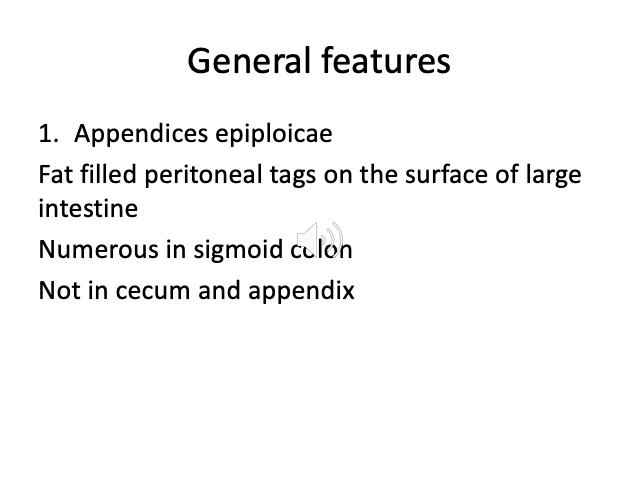 General features
1. Appendices epiploicae
Fat filled peritoneal tags on the surface of large
intestine
Numerous in sigmoid colon
Not in cecum and appendix